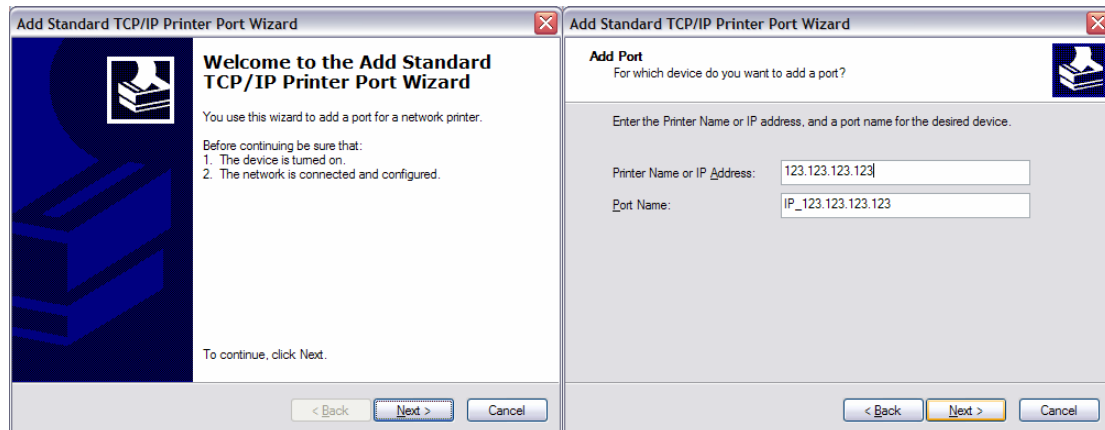 Add Standard TCP/IP Printer Port Wizard
Welcome to the Add Standard
TCP/IP Printer Port Wizard
You use this wizard to add a port for a network printer.
Before continuing be sure that:
1. The device is turned on.
2. The network is connected and configured.
To continue, click Next.
< Back
Next >
Cancel
Add Standard TCP/IP Printer Port Wizard
Add Port
For which device do you want to add a port?
Enter the Printer Name or IP address, and a port name for the desired device.
Printer Name or IP Address: 123.123.123.123
Port Name: IP_123.123.123.123
< Back
Next >
Cancel